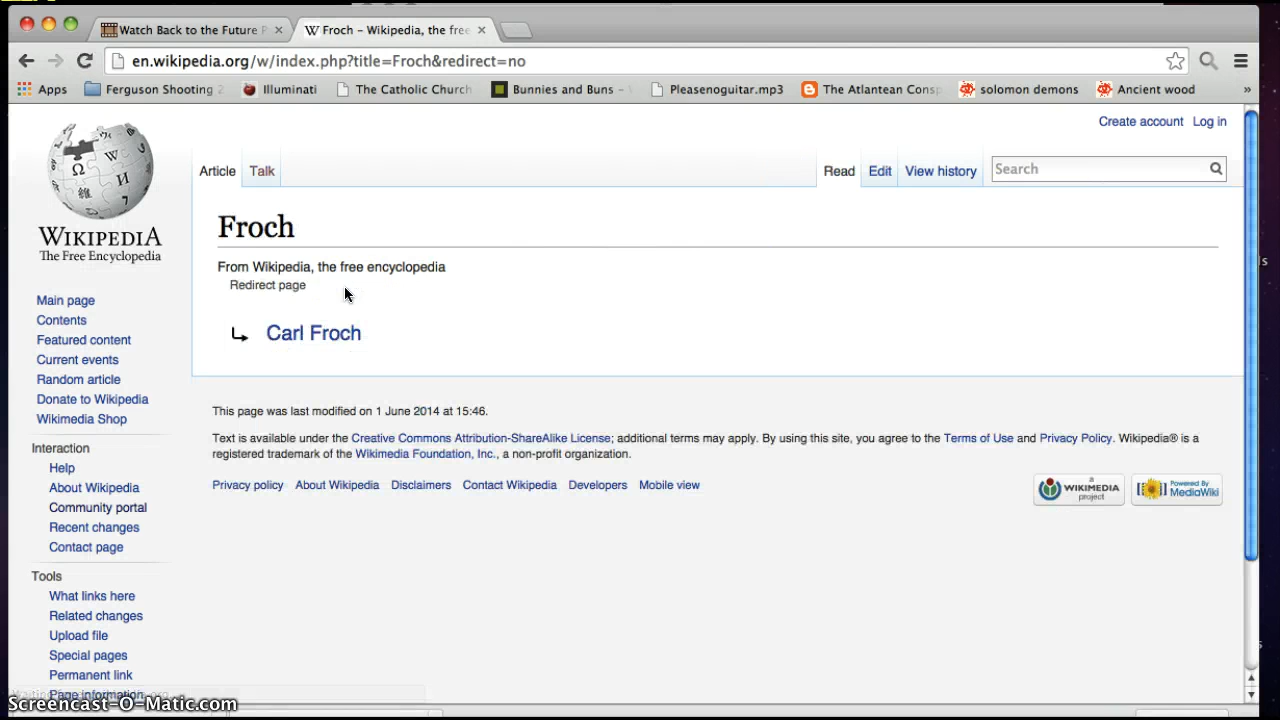 Watch Back to the Future P
W Froch – Wikipedia, the free
en.wikipedia.org/w/index.php?title=Froch&redirect=no
Apps Ferguson Shooting 2 Illuminati The Catholic Church Bunnies and Buns – Pleasenoguitar.mp3 The Atlantean Consp solomon demons Ancient wood »
Create account Log in
Article Talk Read Edit View history Search
WIKIPEDIA
The Free Encyclopedia
Froch
From Wikipedia, the free encyclopedia
Redirect page
Carl Froch
This page was last modified on 1 June 2014 at 15:46.
Text is available under the Creative Commons Attribution-ShareAlike License; additional terms may apply. By using this site, you agree to the Terms of Use and Privacy Policy. Wikipedia® is a
registered trademark of the Wikimedia Foundation, Inc., a non-profit organization.
Privacy policy About Wikipedia Disclaimers Contact Wikipedia Developers Mobile view
A WIKIMEDIA project
Powered By MediaWiki
Main page
Contents
Featured content
Current events
Random article
Donate to Wikipedia
Wikimedia Shop
Interaction
Help
About Wikipedia
Community portal
Recent changes
Contact page
Tools
What links here
Related changes
Upload file
Special pages
Permanent link
Page information
Screencast-O-Matic.com